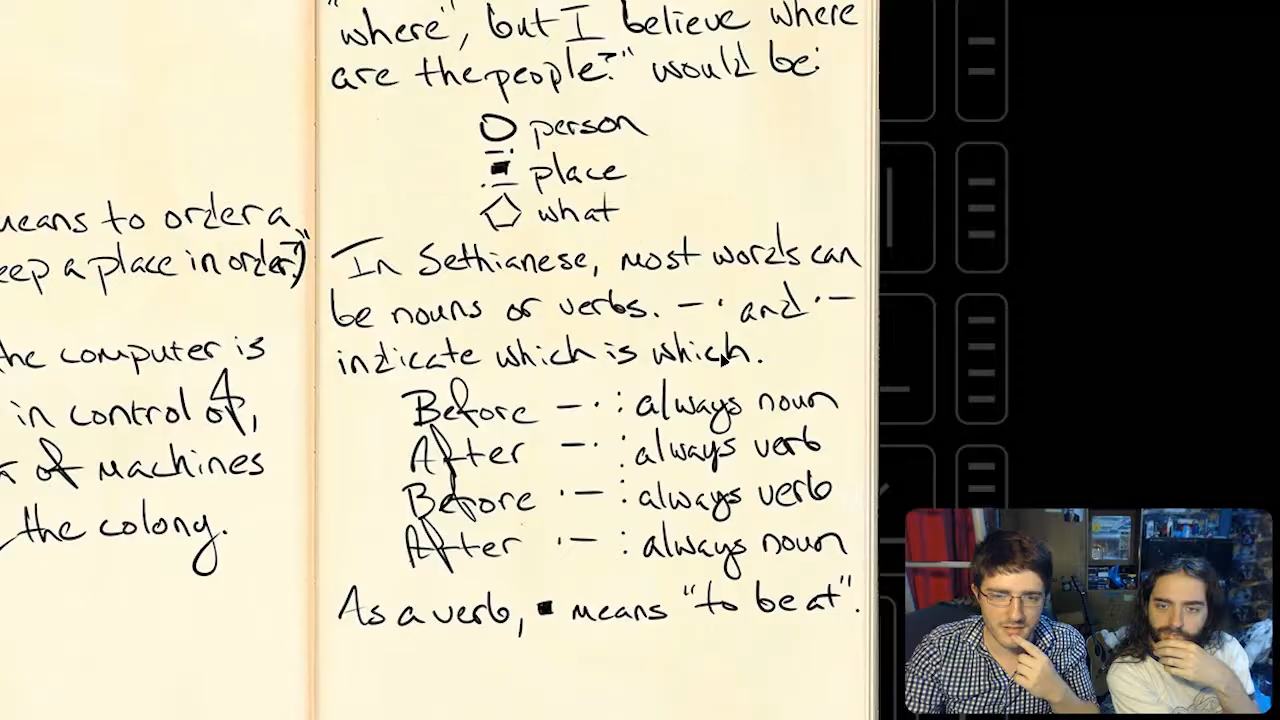 means to order a
keep a place in order?)"
the computer is
in control of,
of machines
the colony.
"where", but I believe where
are the people?" would be:
person
place
what
In Sethianese, most words can
be nouns or verbs. — · and · —
indicate which is which.
Before — · : always noun
After — · : always verb
Before · — : always verb
After · — : always noun
As a verb, ▪ means "to be at".